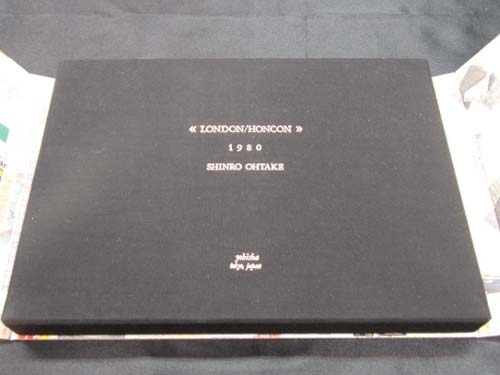 « LONDON/HONCON »
1980
SHINRO OHTAKE
yobisha
tokyo, japan